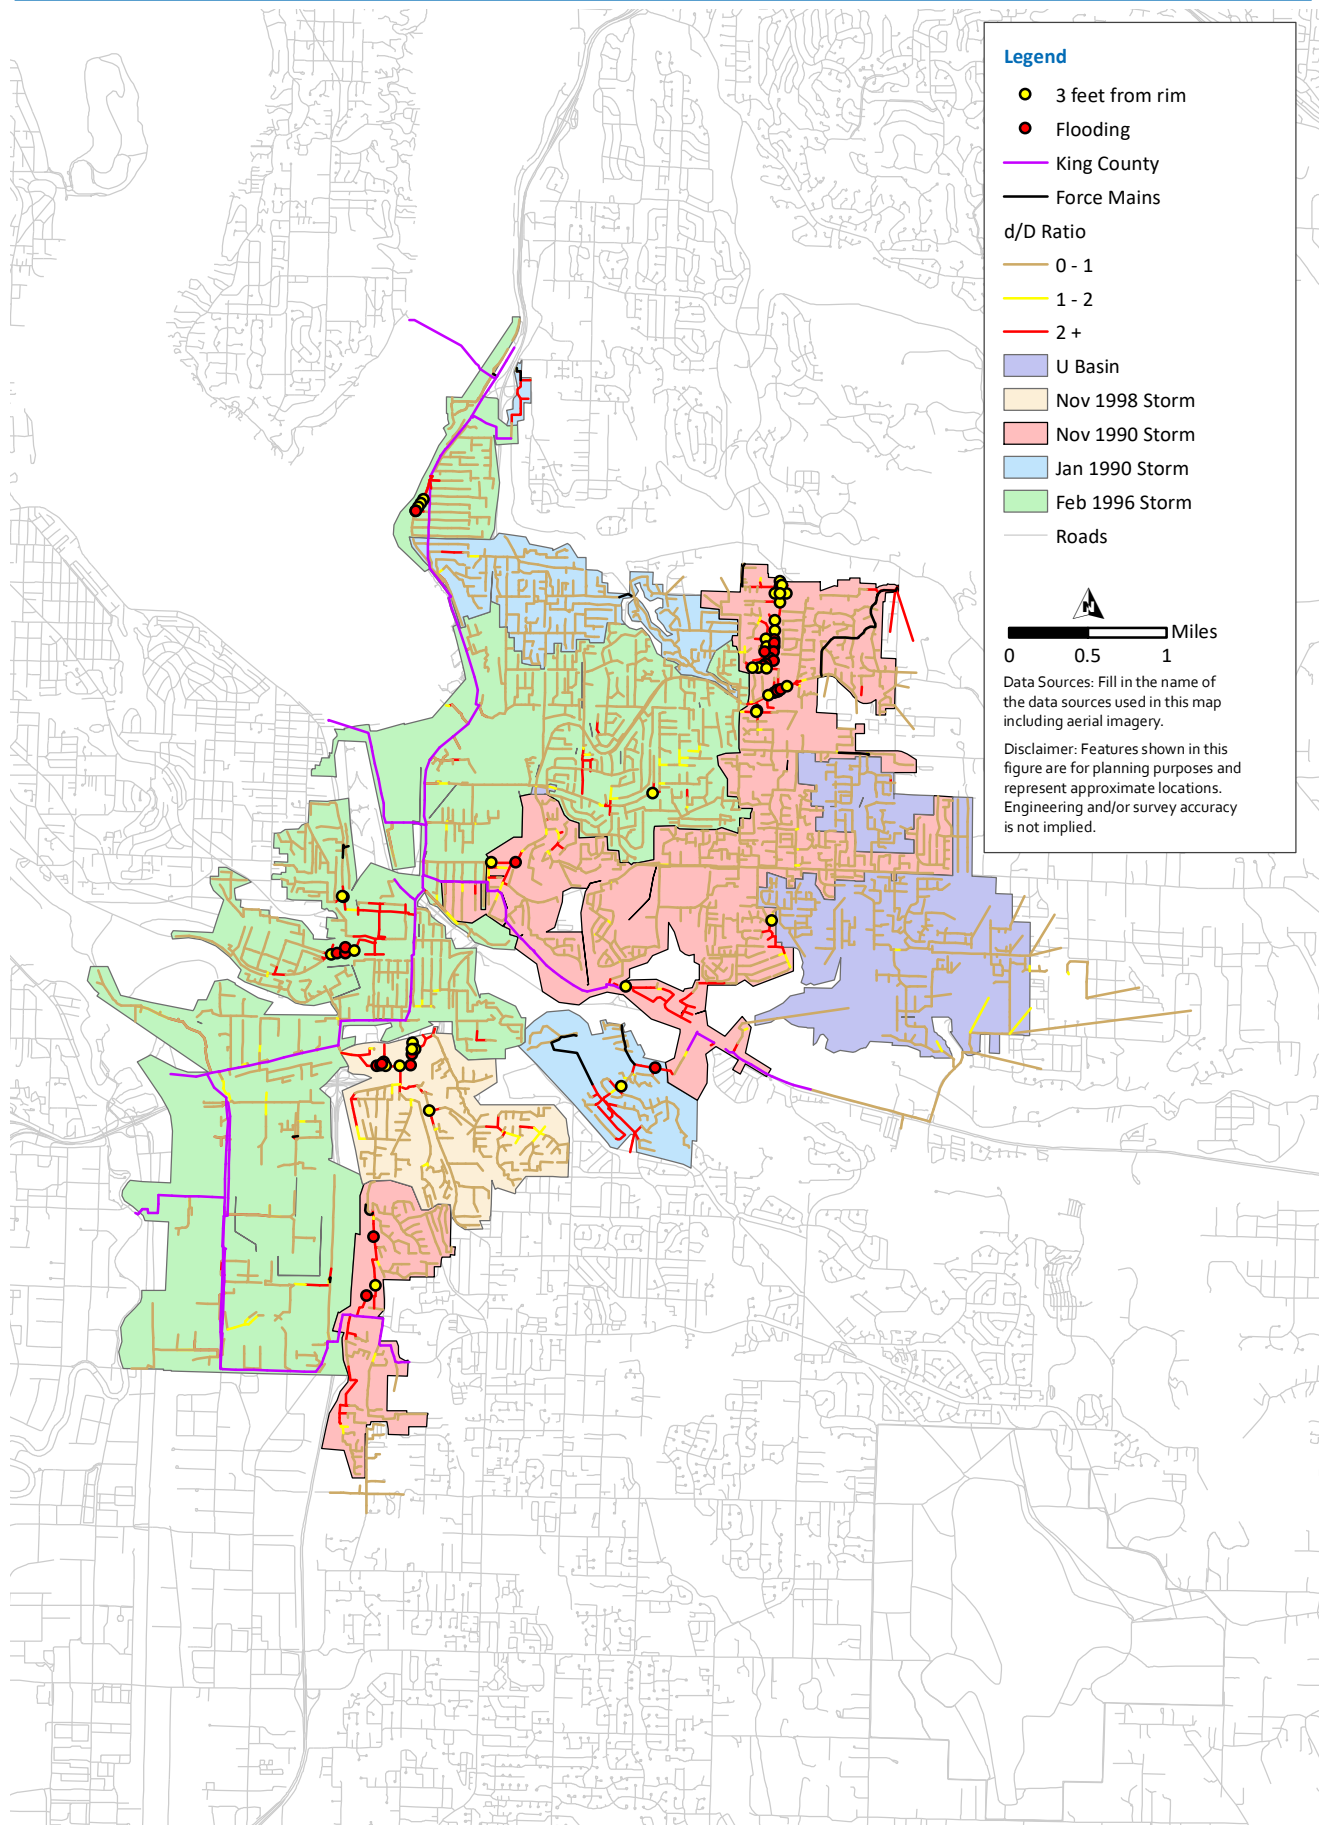 Legend
3 feet from rim
Flooding
King County
Force Mains
d/D Ratio
0 - 1
1 - 2
2 +
U Basin
Nov 1998 Storm
Nov 1990 Storm
Jan 1990 Storm
Feb 1996 Storm
Roads
N
Miles
0 0.5 1
Data Sources: Fill in the name of
the data sources used in this map
including aerial imagery.
Disclaimer: Features shown in this
figure are for planning purposes and
represent approximate locations.
Engineering and/or survey accuracy
is not implied.